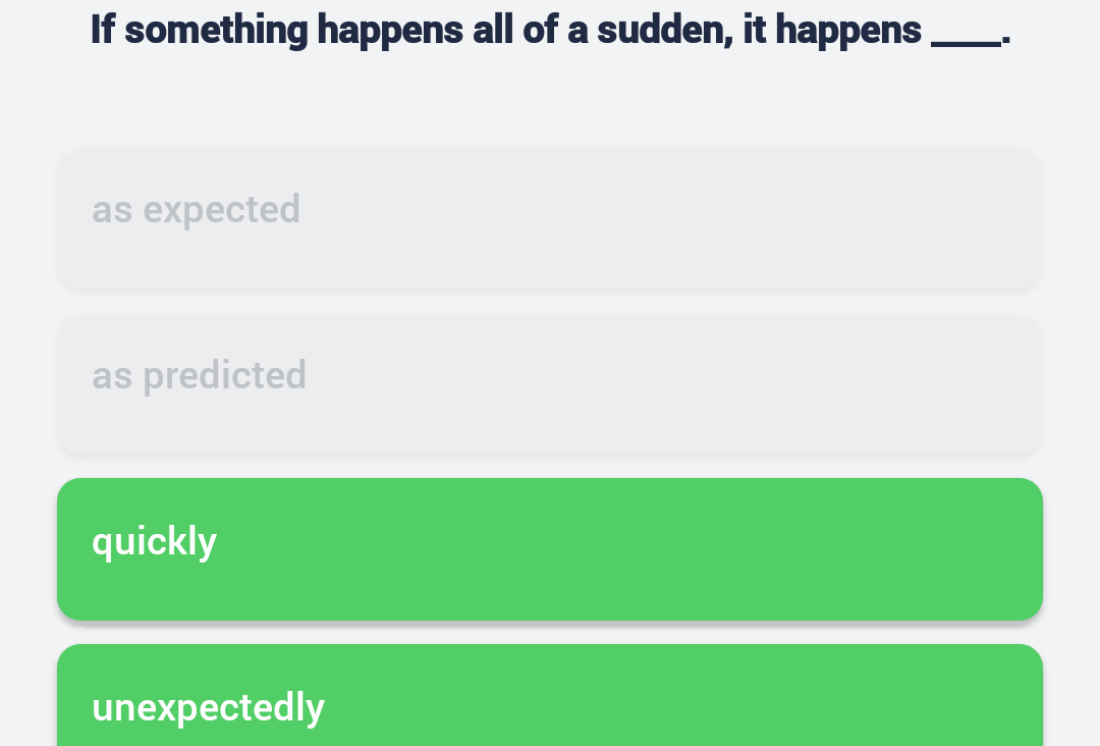 If something happens all of a sudden, it happens ____.
as expected
as predicted
quickly
unexpectedly